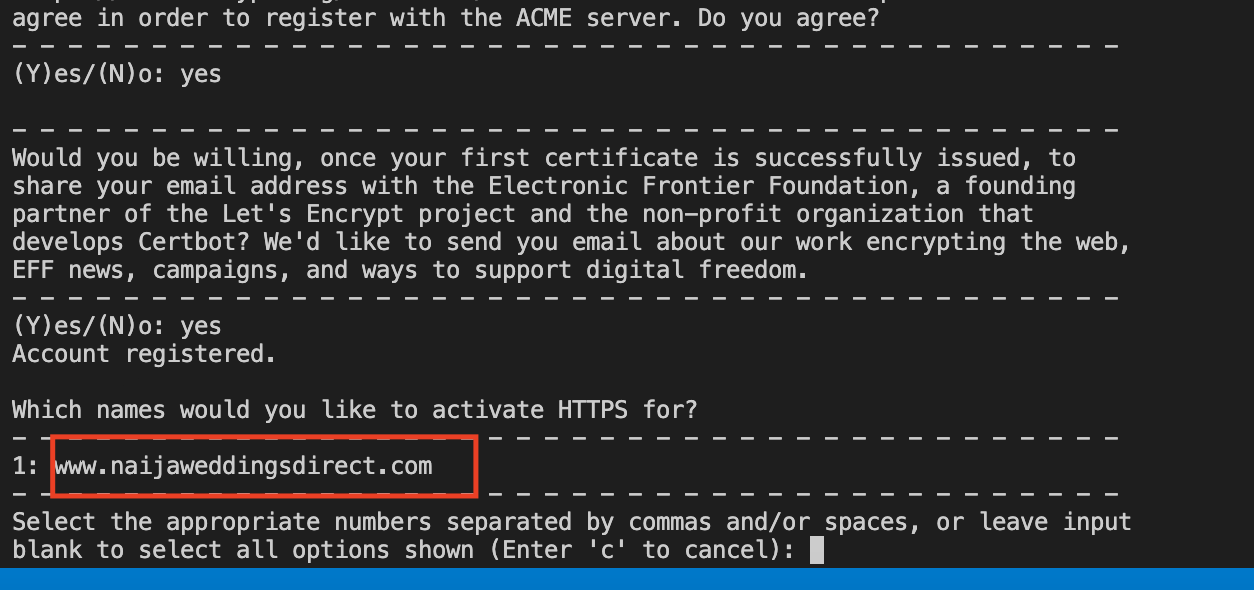 agree in order to register with the ACME server. Do you agree?
- - - - - - - - - - - - - - - - - - - - - - - - - - - - - - - - - - - - - - - -
(Y)es/(N)o: yes
- - - - - - - - - - - - - - - - - - - - - - - - - - - - - - - - - - - - - - - -
Would you be willing, once your first certificate is successfully issued, to
share your email address with the Electronic Frontier Foundation, a founding
partner of the Let's Encrypt project and the non-profit organization that
develops Certbot? We'd like to send you email about our work encrypting the web,
EFF news, campaigns, and ways to support digital freedom.
- - - - - - - - - - - - - - - - - - - - - - - - - - - - - - - - - - - - - - - -
(Y)es/(N)o: yes
Account registered.
Which names would you like to activate HTTPS for?
- - - - - - - - - - - - - - - - - - - - - - - - - - - - - - - - - - - - - - - -
1: www.naijaweddingsdirect.com
- - - - - - - - - - - - - - - - - - - - - - - - - - - - - - - - - - - - - - - -
Select the appropriate numbers separated by commas and/or spaces, or leave input
blank to select all options shown (Enter 'c' to cancel):